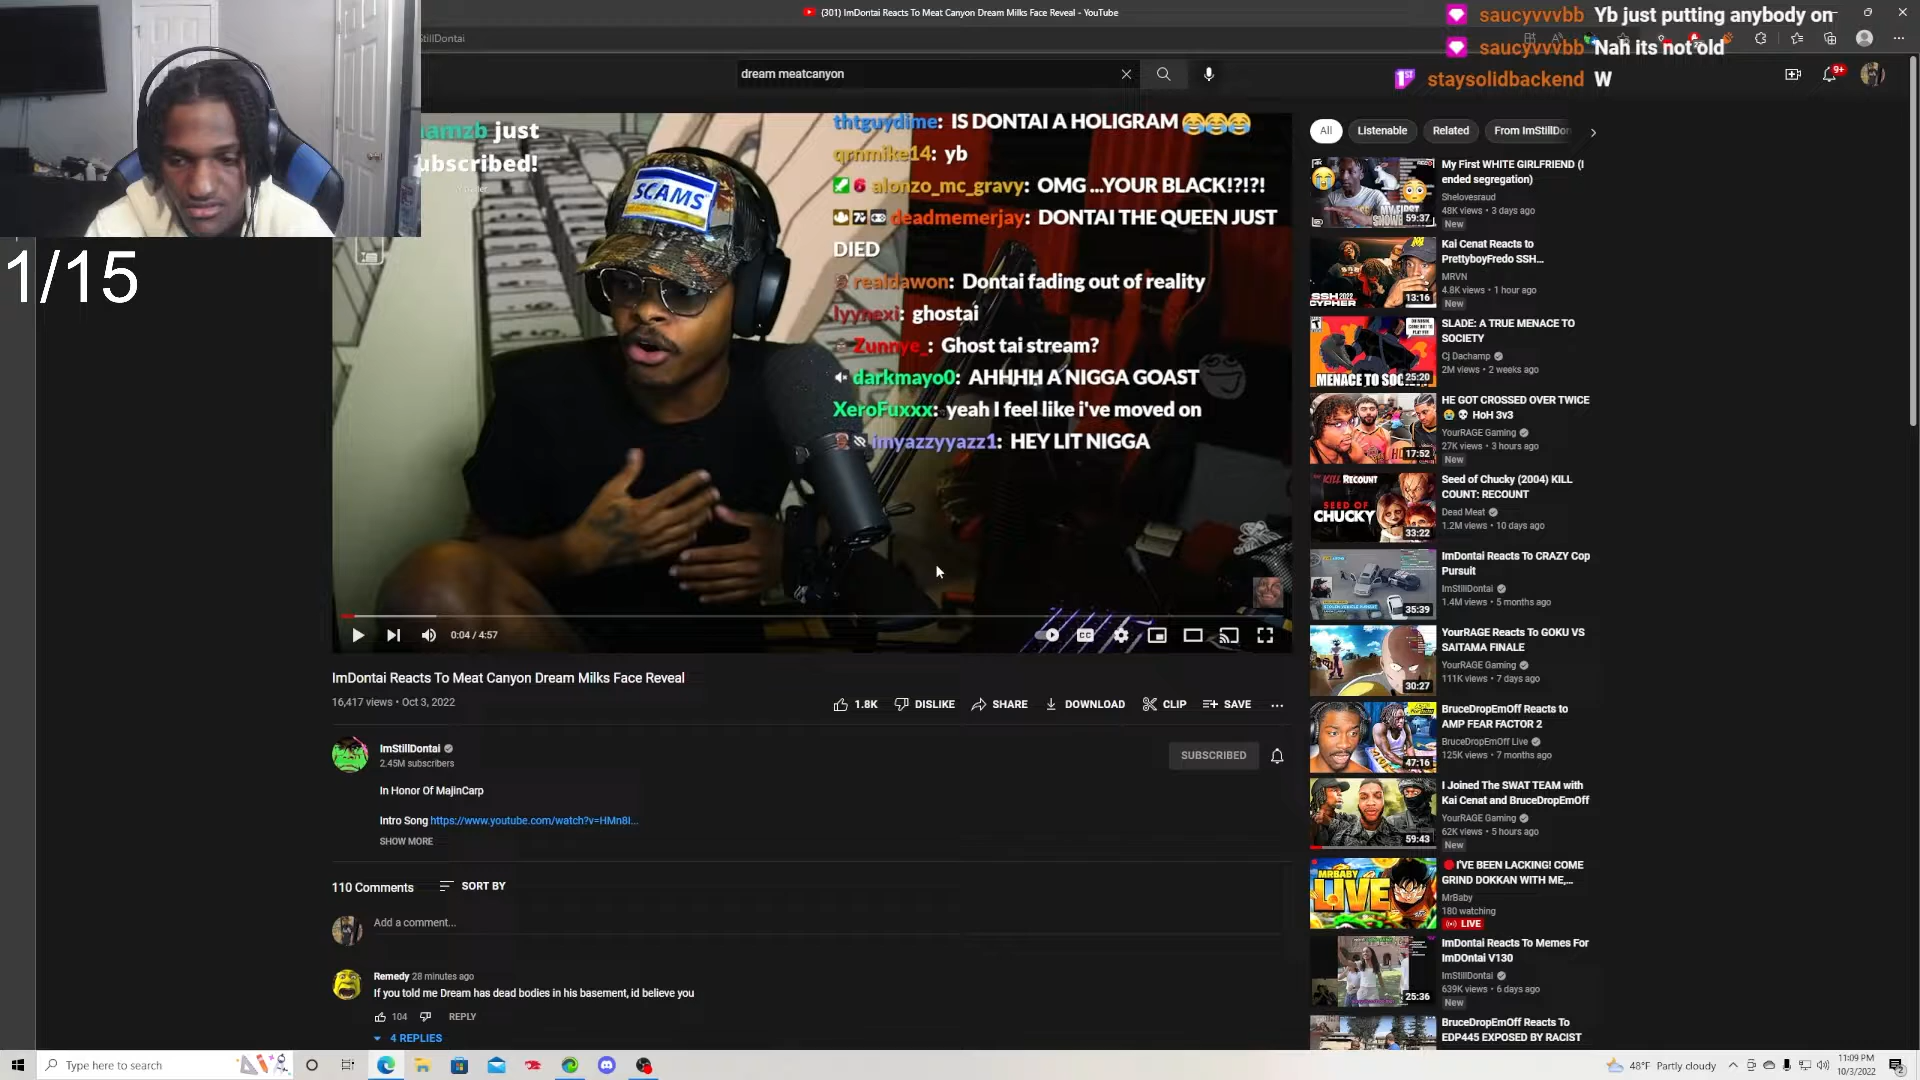 (301) ImDontai Reacts To Meat Canyon Dream Milks Face Reveal - YouTube
saucyvvvbb Yb just putting anybody on
saucyvvvbb Nah its not old
staysolidbackend W
dream meatcanyon
9+
just
ubscribed!
1/15
SCAMS
thtguydime: IS DONTAI A HOLIGRAM 😂😂😂
qrnmike14: yb
alonzo_mc_gravy: OMG ...YOUR BLACK!?!?!
deadmemerjay: DONTAI THE QUEEN JUST
DIED
realdawon: Dontai fading out of reality
lyynexi: ghostai
Zunnye_: Ghost tai stream?
darkmayo0: AHHHH A NIGGA GOAST
XeroFuxxx: yeah I feel like i've moved on
imyazzyyazz1: HEY LIT NIGGA
0:04 / 4:57
ImDontai Reacts To Meat Canyon Dream Milks Face Reveal
16,417 views • Oct 3, 2022
1.8K DISLIKE SHARE DOWNLOAD CLIP SAVE ...
ImStillDontai
2.45M subscribers
SUBSCRIBED
In Honor Of MajinCarp
Intro Song https://www.youtube.com/watch?v=HMn8I...
SHOW MORE
110 Comments SORT BY
Add a comment...
Remedy 28 minutes ago
If you told me Dream has dead bodies in his basement, id believe you
104 REPLY
4 REPLIES
All Listenable Related From ImStillDon
My First WHITE GIRLFRIEND (I
ended segregation)
Shelovesraud
48K views • 3 days ago
New
59:37
Kai Cenat Reacts to
PrettyboyFredo SSH...
MRVN
4.8K views • 1 hour ago
New
SSH2022
CYPHER
13:16
SLADE: A TRUE MENACE TO
SOCIETY
Cj Dachamp
2M views • 2 weeks ago
MENACE TO SOC
25:20
HE GOT CROSSED OVER TWICE
😭 💀 HoH 3v3
YourRAGE Gaming
27K views • 3 hours ago
New
17:52
Seed of Chucky (2004) KILL
COUNT: RECOUNT
Dead Meat
1.2M views • 10 days ago
KILL RECOUNT
SEED OF
CHUCKY
33:22
ImDontai Reacts To CRAZY Cop
Pursuit
ImStillDontai
1.4M views • 5 months ago
35:39
YourRAGE Reacts To GOKU VS
SAITAMA FINALE
YourRAGE Gaming
111K views • 7 days ago
30:27
BruceDropEmOff Reacts to
AMP FEAR FACTOR 2
BruceDropEmOff Live
125K views • 7 months ago
47:16
I Joined The SWAT TEAM with
Kai Cenat and BruceDropEmOff
YourRAGE Gaming
62K views • 5 hours ago
New
59:43
🔴I'VE BEEN LACKING! COME
GRIND DOKKAN WITH ME,...
MrBaby
180 watching
LIVE
MRBABY
LIVE
ImDontai Reacts To Memes For
ImDOntai V130
ImStillDontai
639K views • 6 days ago
New
25:36
BruceDropEmOff Reacts To
EDP445 EXPOSED BY RACIST
Type here to search
48°F Partly cloudy
11:09 PM
10/3/2022